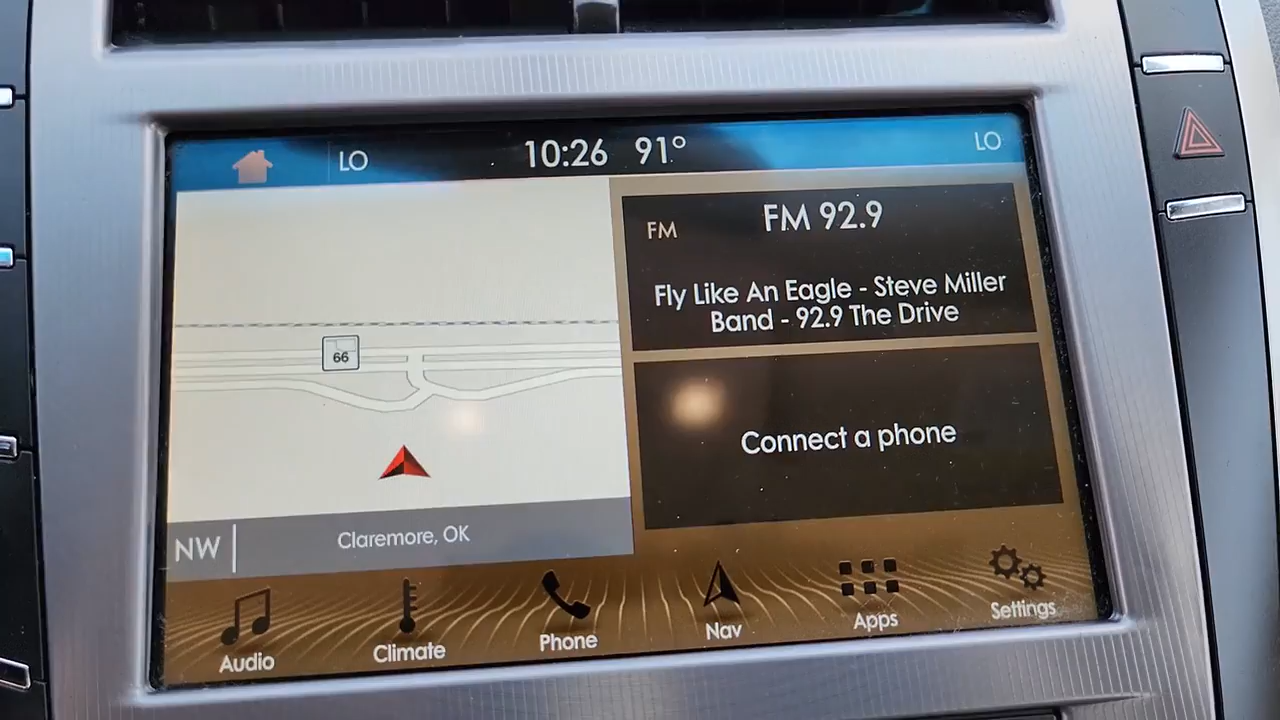 LO
10:26 91°
LO
FM
FM 92.9
Fly Like An Eagle - Steve Miller
Band - 92.9 The Drive
66
Connect a phone
NW
Claremore, OK
Audio
Climate
Phone
Nav
Apps
Settings